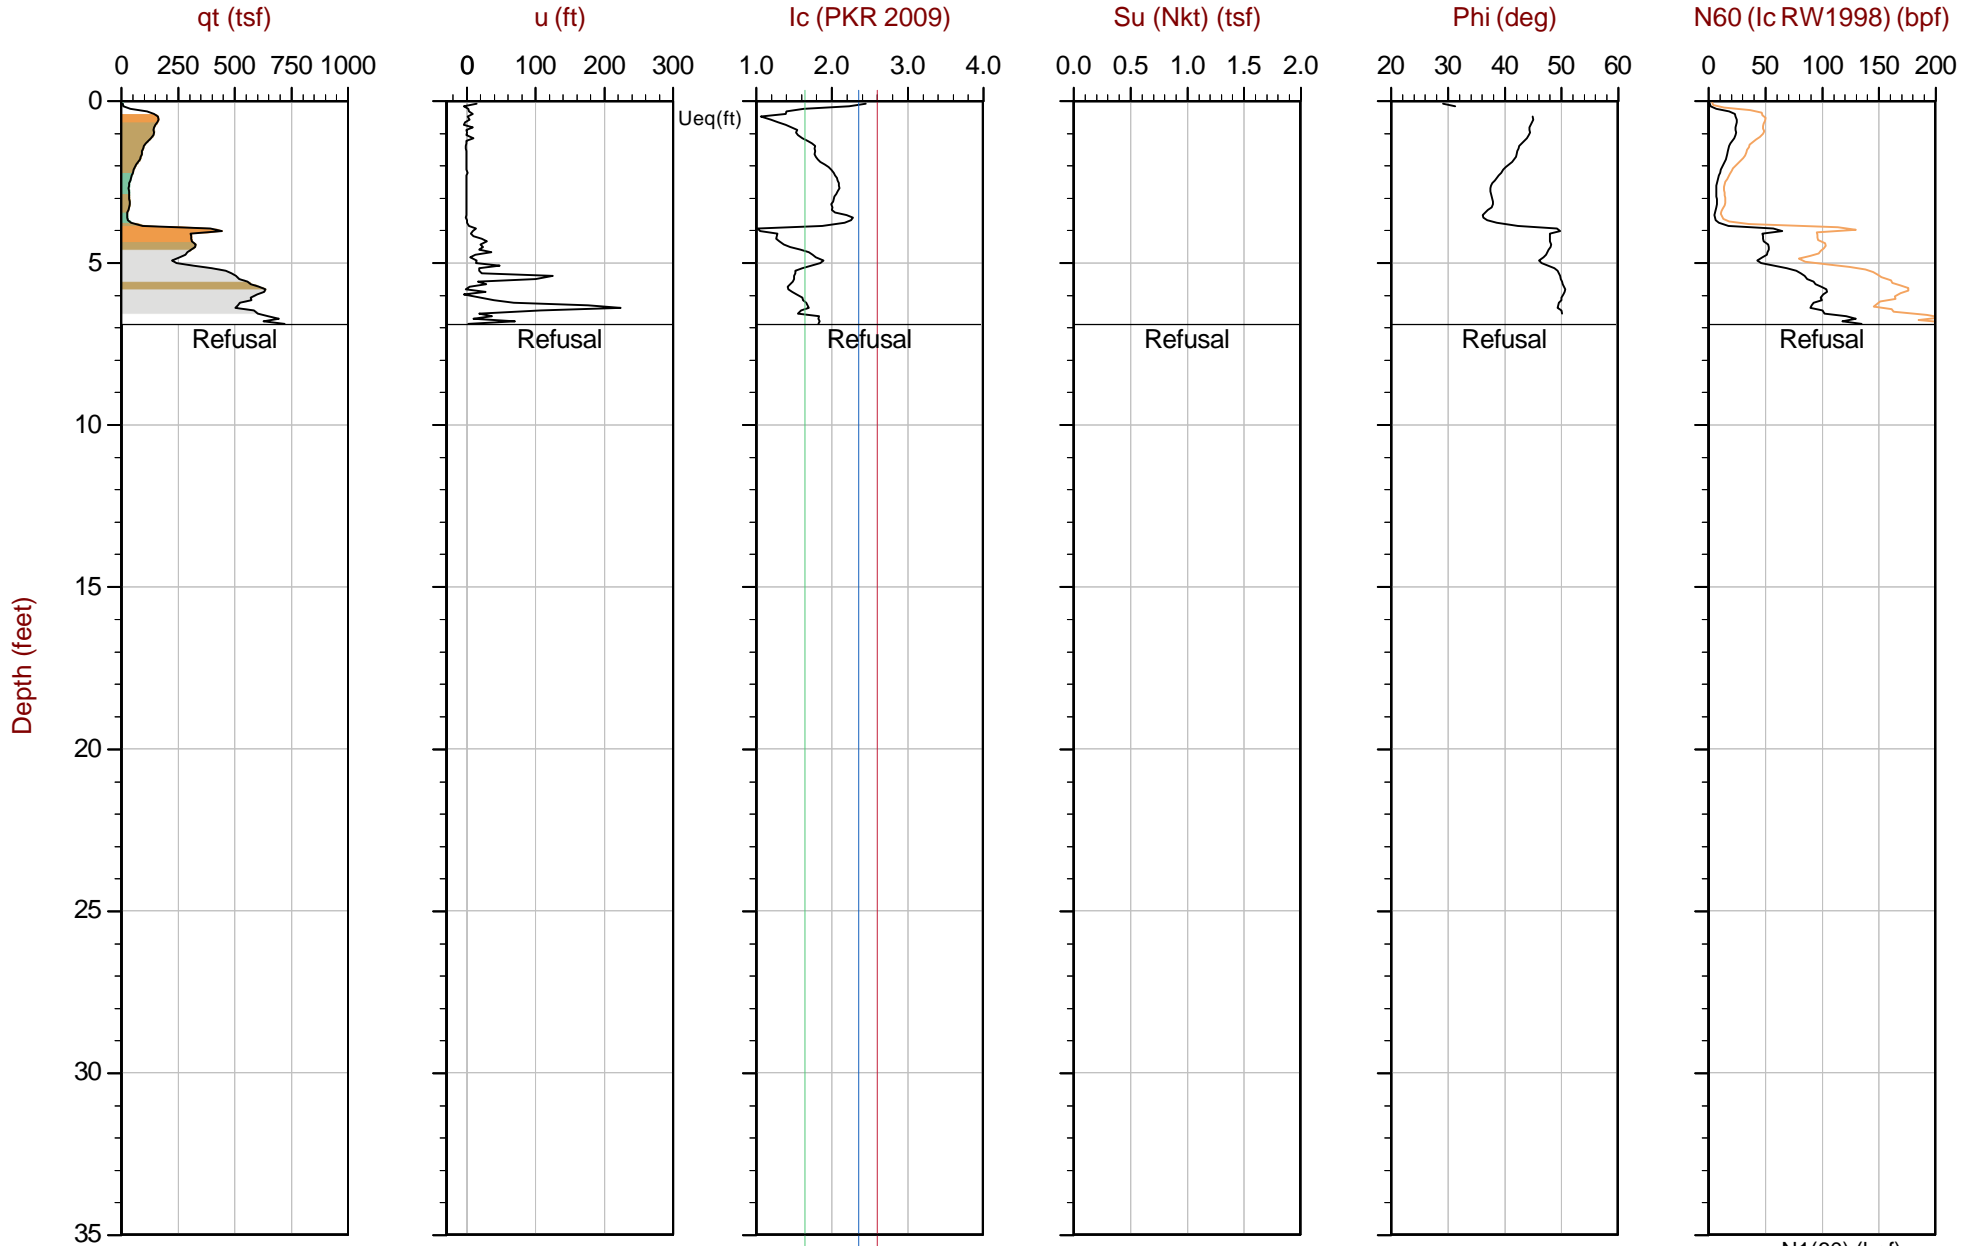 qt (tsf)
u (ft)
Ic (PKR 2009)
Su (Nkt) (tsf)
Phi (deg)
N60 (Ic RW1998) (bpf)
0 250 500 750 1000
0 100 200 300
1.0 2.0 3.0 4.0
0.0 0.5 1.0 1.5 2.0
20 30 40 50 60
0 50 100 150 200
0
Ueq(ft)
5
Refusal
Refusal
Refusal
Refusal
Refusal
Refusal
10
15
Depth (feet)
20
25
30
35